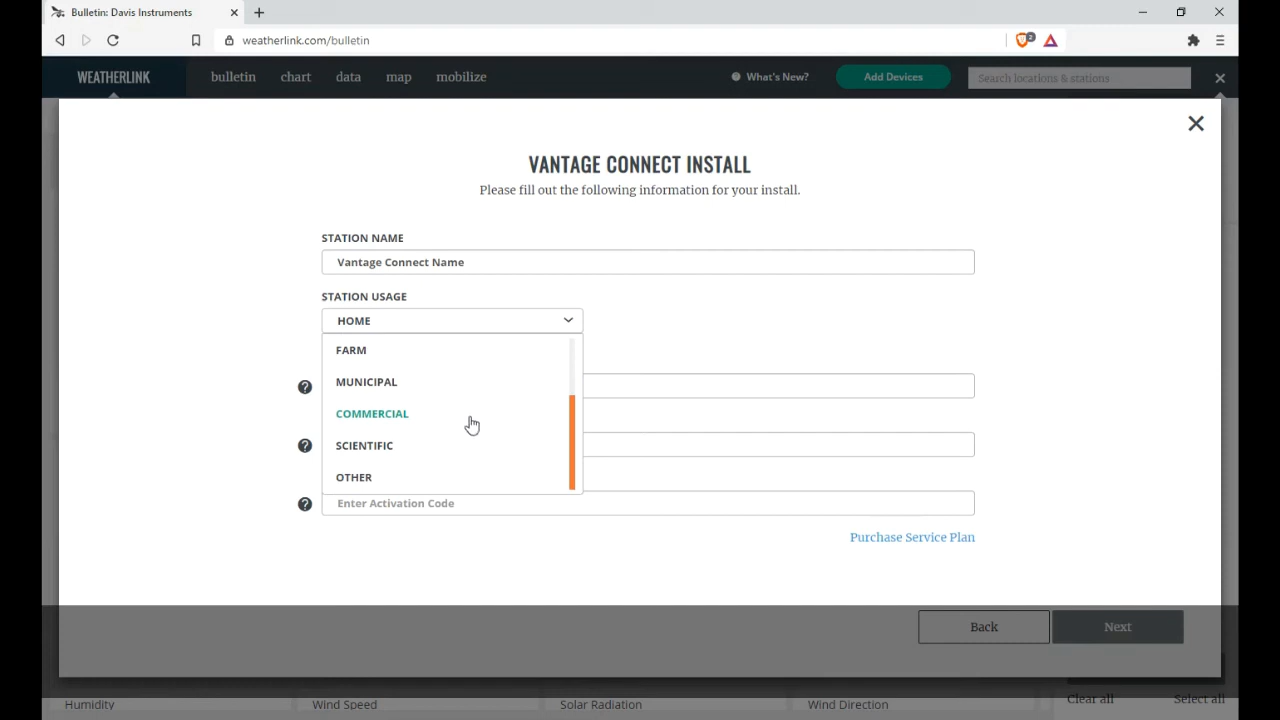 Bulletin: Davis Instruments
weatherlink.com/bulletin
2
WEATHERLINK
bulletin
chart
data
map
mobilize
What's New?
Add Devices
Search locations & stations
VANTAGE CONNECT INSTALL
Please fill out the following information for your install.
STATION NAME
Vantage Connect Name
STATION USAGE
HOME
FARM
MUNICIPAL
COMMERCIAL
SCIENTIFIC
OTHER
Enter Activation Code
Purchase Service Plan
Back
Next
Clear all
Select all
Humidity
Wind Speed
Solar Radiation
Wind Direction